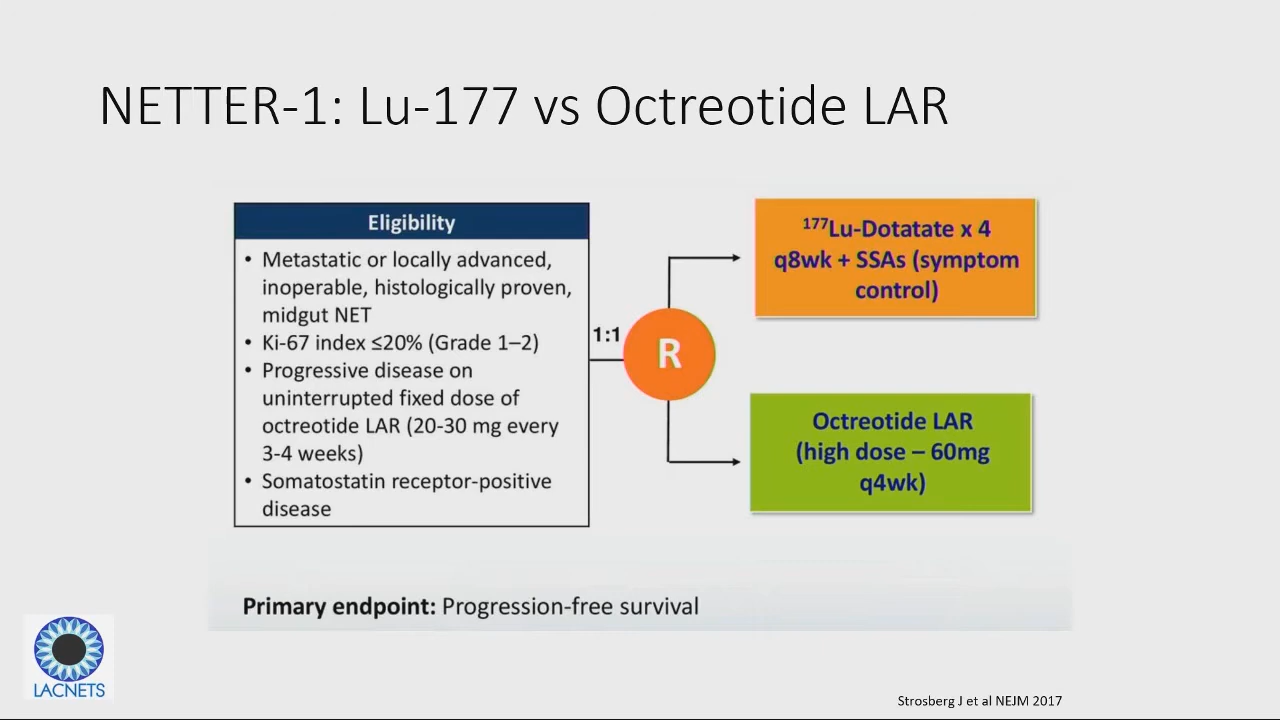 NETTER-1: Lu-177 vs Octreotide LAR
Eligibility
• Metastatic or locally advanced,
inoperable, histologically proven,
midgut NET
• Ki-67 index ≤20% (Grade 1–2)
• Progressive disease on
uninterrupted fixed dose of
octreotide LAR (20-30 mg every
3-4 weeks)
• Somatostatin receptor-positive
disease
1:1
R
¹⁷⁷Lu-Dotatate x 4
q8wk + SSAs (symptom
control)
Octreotide LAR
(high dose – 60mg
q4wk)
Primary endpoint: Progression-free survival
LACNETS
Strosberg J et al NEJM 2017